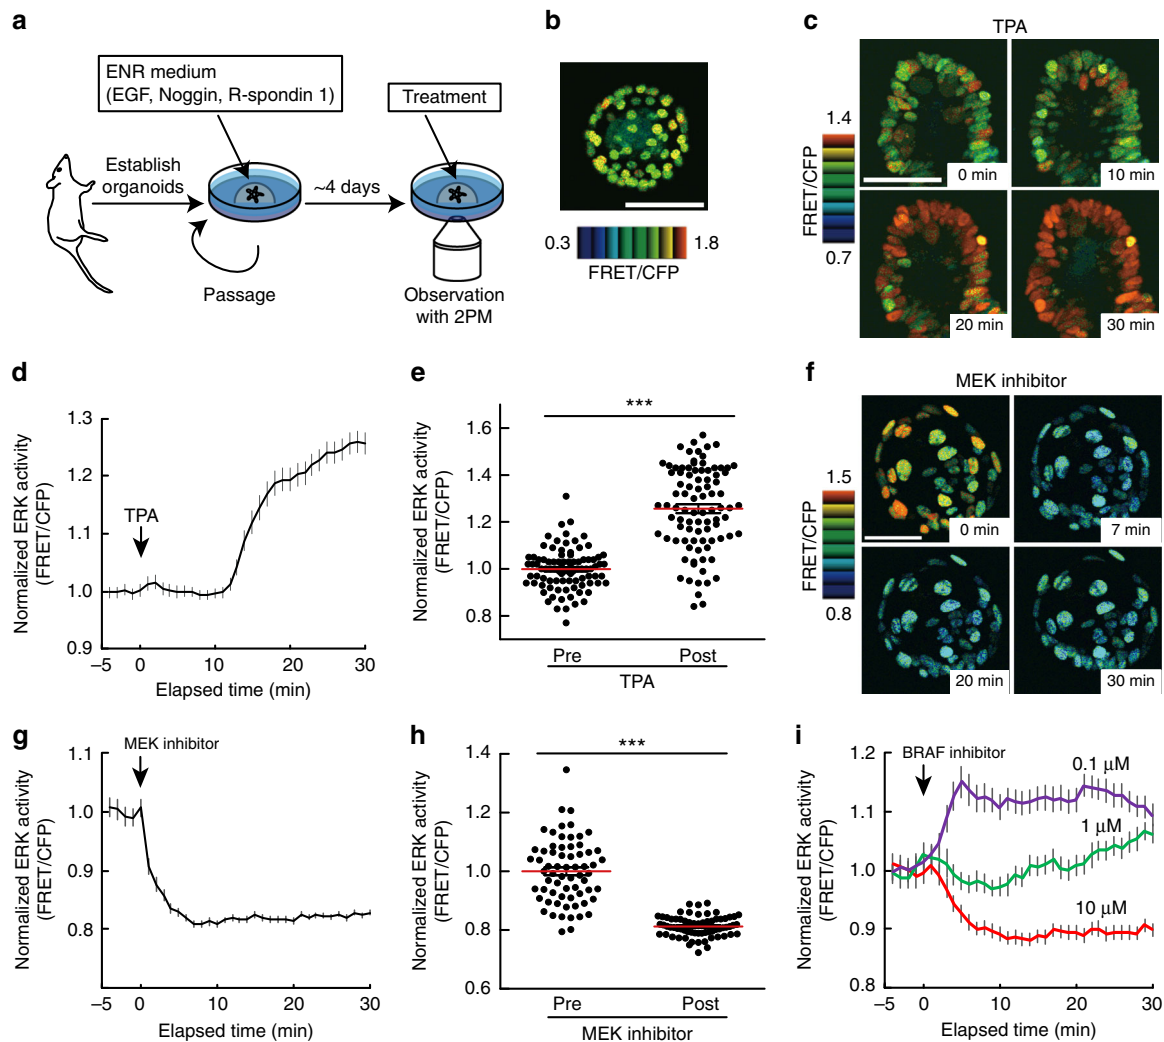 a
ENR medium
(EGF, Noggin, R-spondin 1)
Treatment
Establish
organoids
~4 days
Passage
Observation
with 2PM
b
0.3
1.8
FRET/CFP
c
TPA
1.4
FRET/CFP
0.7
0 min
10 min
20 min
30 min
d
Normalized ERK activity
(FRET/CFP)
1.3
1.2
1.1
1.0
0.9
TPA
–5
0
10
20
30
Elapsed time (min)
e
Normalized ERK activity
(FRET/CFP)
1.6
1.4
1.2
1.0
0.8
***
Pre
Post
TPA
f
MEK inhibitor
1.5
FRET/CFP
0.8
0 min
7 min
20 min
30 min
g
Normalized ERK activity
(FRET/CFP)
1.1
1.0
0.9
0.8
MEK inhibitor
–5
0
10
20
30
Elapsed time (min)
h
Normalized ERK activity
(FRET/CFP)
1.4
1.2
1.0
0.8
0.6
***
Pre
Post
MEK inhibitor
i
Normalized ERK activity
(FRET/CFP)
1.2
1.1
1.0
0.9
0.8
BRAF inhibitor
0.1 μM
1 μM
10 μM
–5
0
10
20
30
Elapsed time (min)